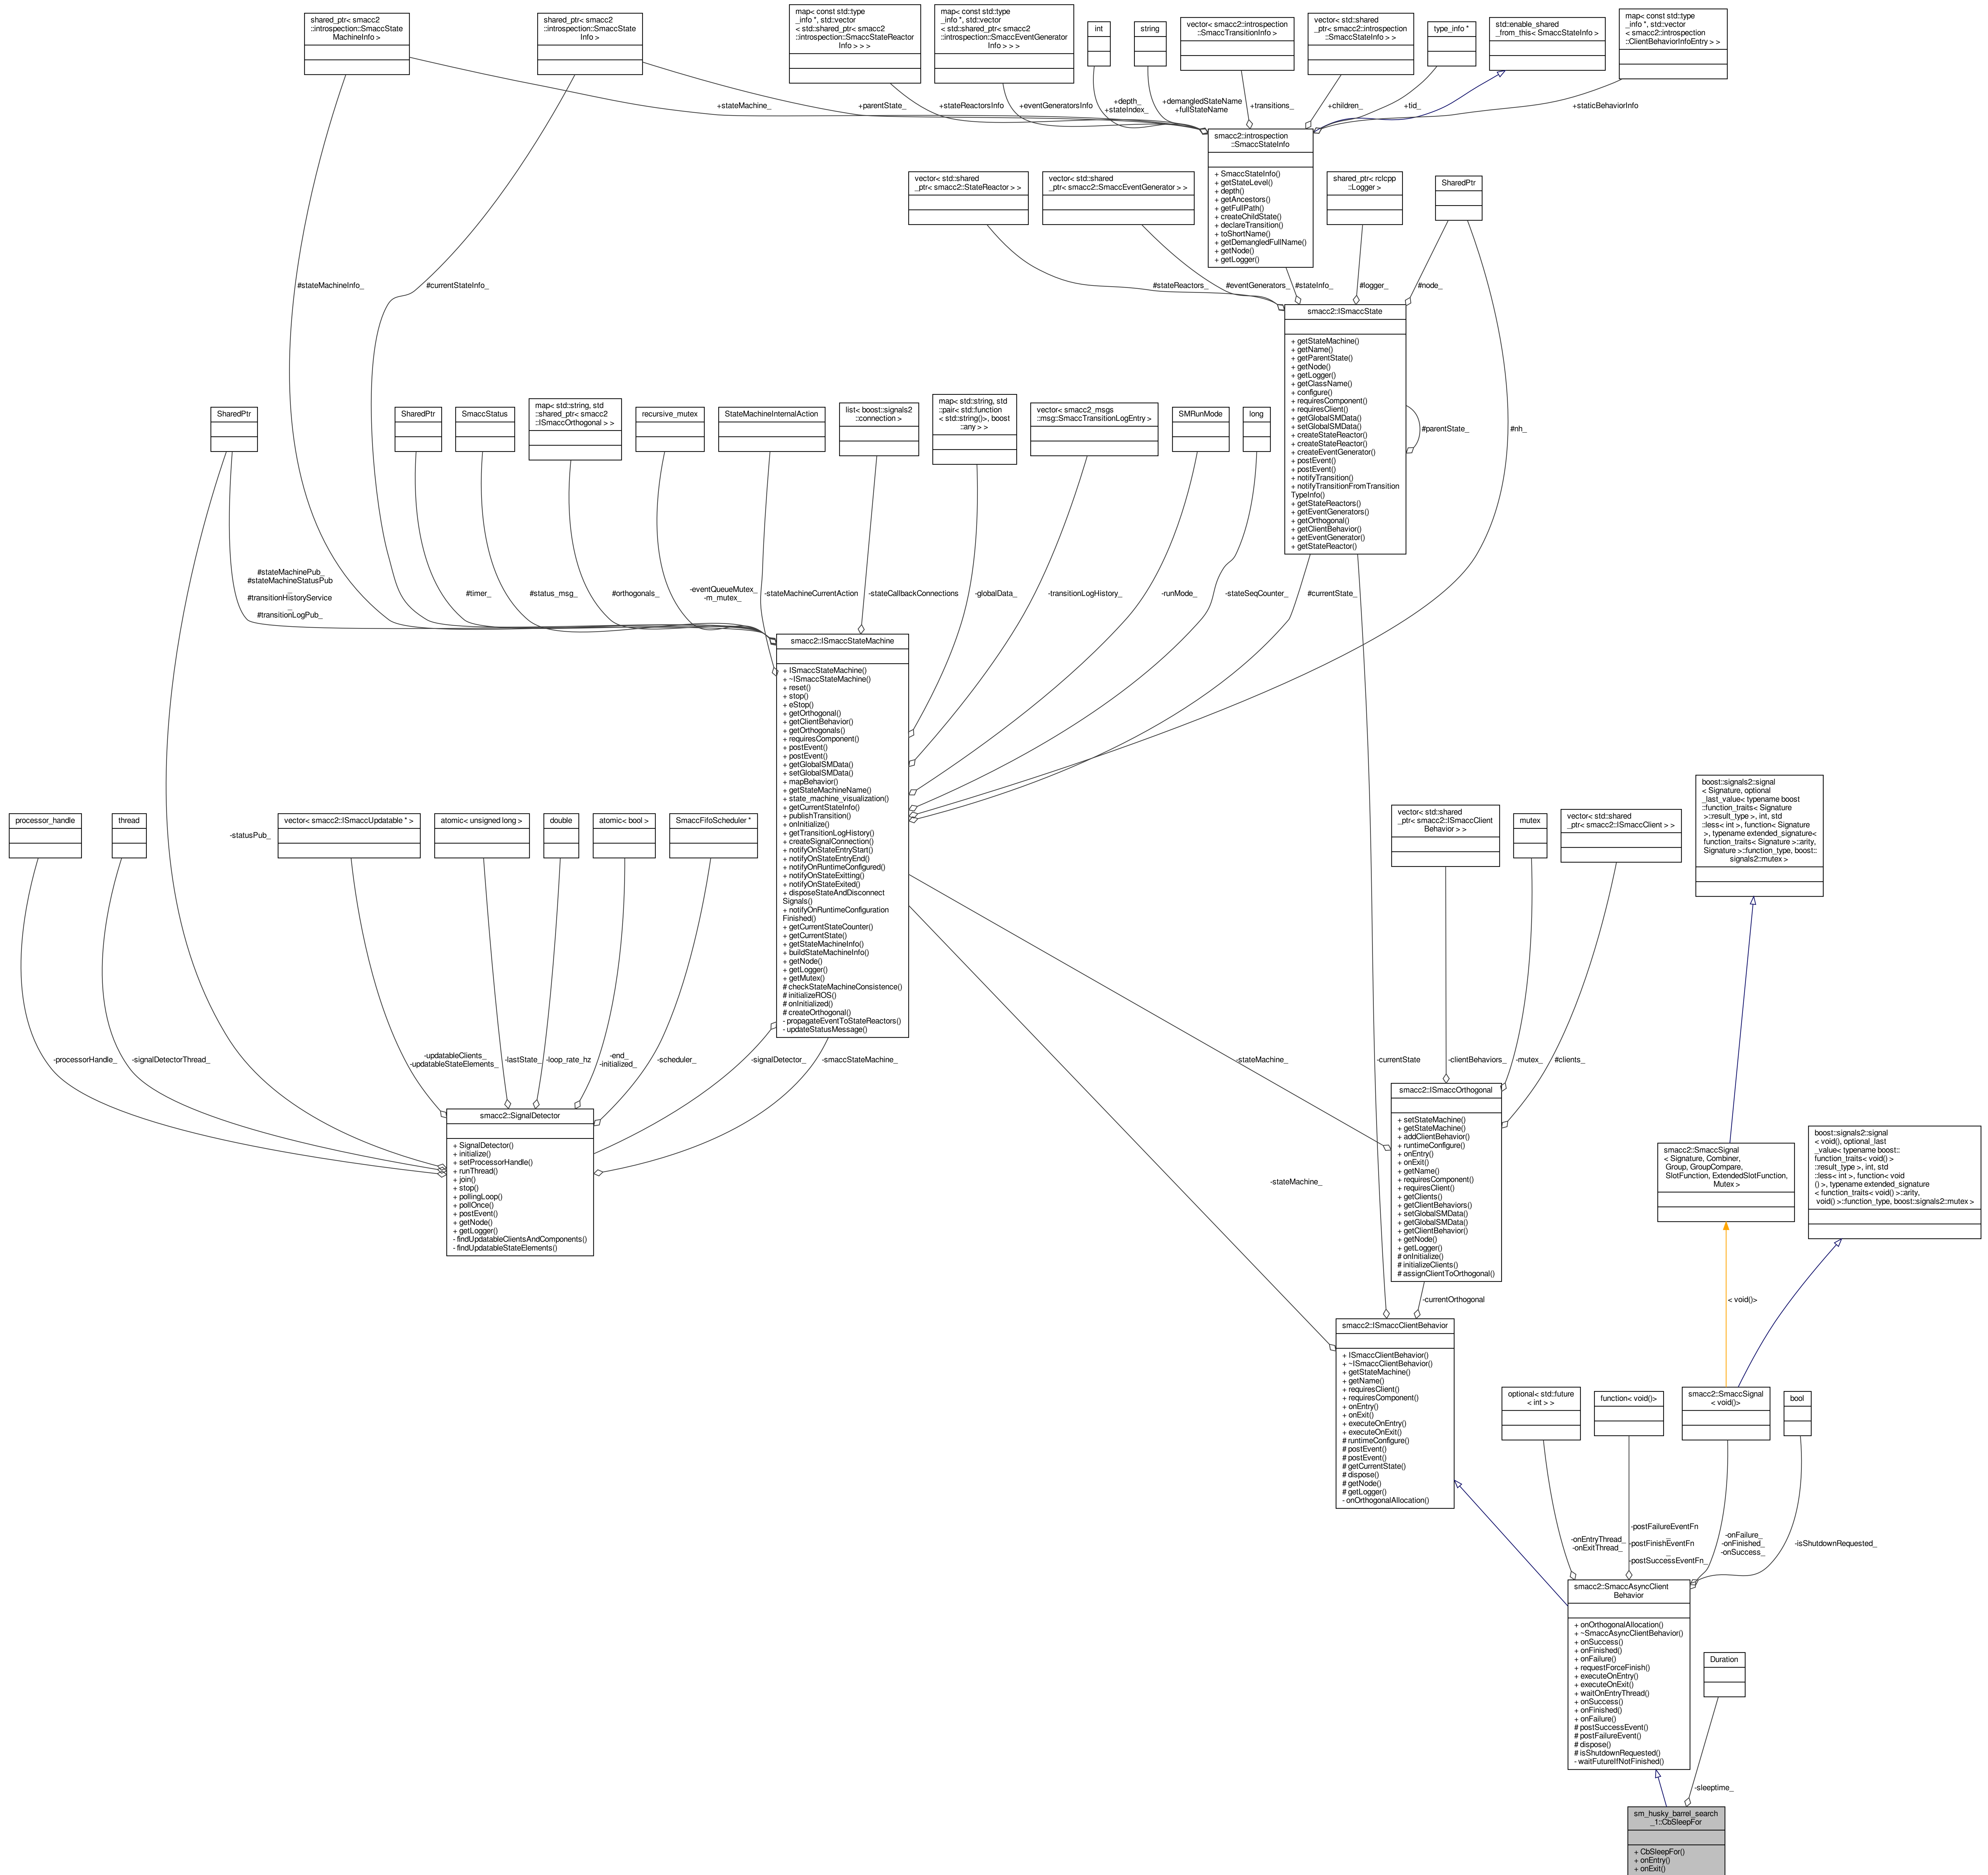 shared_ptr< smacc2
::introspection::SmaccState
MachineInfo >
shared_ptr< smacc2
::introspection::SmaccState
Info >
map< const std::type
_info *, std::vector
< std::shared_ptr< smacc2
::introspection::SmaccStateReactor
Info > > >
map< const std::type
_info *, std::vector
< std::shared_ptr< smacc2
::introspection::SmaccEventGenerator
Info > > >
int
string
vector< smacc2::introspection
::SmaccTransitionInfo >
vector< std::shared
_ptr< smacc2::introspection
::SmaccStateInfo > >
type_info *
std::enable_shared
_from_this< SmaccStateInfo >
map< const std::type
_info *, std::vector
< smacc2::introspection
::ClientBehaviorInfoEntry > >
+stateMachine_
+parentState_
+stateReactorsInfo
+eventGeneratorsInfo
+depth_
+stateIndex_
+demangledStateName
+fullStateName
+transitions_
+children_
+tid_
+staticBehaviorInfo
smacc2::introspection
::SmaccStateInfo
+ SmaccStateInfo()
+ getStateLevel()
+ depth()
+ getAncestors()
+ getFullPath()
+ createChildState()
+ declareTransition()
+ toShortName()
+ getDemangledFullName()
+ getNode()
+ getLogger()
vector< std::shared
_ptr< smacc2::StateReactor > >
vector< std::shared
_ptr< smacc2::SmaccEventGenerator > >
shared_ptr< rclcpp
::Logger >
SharedPtr
#stateMachineInfo_
#currentStateInfo_
#stateReactors_
#eventGenerators_
#stateInfo_
#logger_
#node_
smacc2::ISmaccState
+ getStateMachine()
+ getName()
+ getParentState()
+ getNode()
+ getLogger()
+ getClassName()
+ configure()
+ requiresComponent()
+ requiresClient()
+ getGlobalSMData()
+ setGlobalSMData()
+ createStateReactor()
+ createStateReactor()
+ createEventGenerator()
+ postEvent()
+ postEvent()
+ notifyTransition()
+ notifyTransitionFromTransition
TypeInfo()
+ getStateReactors()
+ getEventGenerators()
+ getOrthogonal()
+ getClientBehavior()
+ getEventGenerator()
+ getStateReactor()
#parentState_
#nh_
SharedPtr
SharedPtr
SmaccStatus
map< std::string, std
::shared_ptr< smacc2
::ISmaccOrthogonal > >
recursive_mutex
StateMachineInternalAction
list< boost::signals2
::connection >
map< std::string, std
::pair< std::function
< std::string()>, boost
::any > >
vector< smacc2_msgs
::msg::SmaccTransitionLogEntry >
SMRunMode
long
#stateMachinePub_
#stateMachineStatusPub
_
#transitionHistoryService
_
#transitionLogPub_
#timer_
#status_msg_
#orthogonals_
-eventQueueMutex_
-m_mutex_
-stateMachineCurrentAction
-stateCallbackConnections
-globalData_
-transitionLogHistory_
-runMode_
-stateSeqCounter_
#currentState_
smacc2::ISmaccStateMachine
+ ISmaccStateMachine()
+ ~ISmaccStateMachine()
+ reset()
+ stop()
+ eStop()
+ getOrthogonal()
+ getClientBehavior()
+ getOrthogonals()
+ requiresComponent()
+ postEvent()
+ postEvent()
+ getGlobalSMData()
+ setGlobalSMData()
+ mapBehavior()
+ getStateMachineName()
+ state_machine_visualization()
+ getCurrentStateInfo()
+ publishTransition()
+ onInitialize()
+ getTransitionLogHistory()
+ createSignalConnection()
+ notifyOnStateEntryStart()
+ notifyOnStateEntryEnd()
+ notifyOnRuntimeConfigured()
+ notifyOnStateExitting()
+ notifyOnStateExited()
+ disposeStateAndDisconnect
Signals()
+ notifyOnRuntimeConfiguration
Finished()
+ getCurrentStateCounter()
+ getCurrentState()
+ getStateMachineInfo()
+ buildStateMachineInfo()
+ getNode()
+ getLogger()
+ getMutex()
# checkStateMachineConsistence()
# initializeROS()
# onInitialized()
# createOrthogonal()
- propagateEventToStateReactors()
- updateStatusMessage()
processor_handle
thread
-statusPub_
vector< smacc2::ISmaccUpdatable * >
atomic< unsigned long >
double
atomic< bool >
SmaccFifoScheduler *
vector< std::shared
_ptr< smacc2::ISmaccClient
Behavior > >
mutex
vector< std::shared
_ptr< smacc2::ISmaccClient > >
boost::signals2::signal
< Signature, optional
_last_value< typename boost
::function_traits< Signature
>::result_type >, int, std
::less< int >, function< Signature
>, typename extended_signature<
function_traits< Signature >::arity,
Signature >::function_type, boost::
signals2::mutex >
-processorHandle_
-signalDetectorThread_
-updatableClients_
-updatableStateElements_
-lastState_
-loop_rate_hz
-end_
-initialized_
-scheduler_
-signalDetector_
-smaccStateMachine_
-stateMachine_
-currentState
-clientBehaviors_
-mutex_
#clients_
smacc2::SignalDetector
+ SignalDetector()
+ initialize()
+ setProcessorHandle()
+ runThread()
+ join()
+ stop()
+ pollingLoop()
+ pollOnce()
+ postEvent()
+ getNode()
+ getLogger()
- findUpdatableClientsAndComponents()
- findUpdatableStateElements()
smacc2::ISmaccOrthogonal
+ setStateMachine()
+ getStateMachine()
+ addClientBehavior()
+ runtimeConfigure()
+ onEntry()
+ onExit()
+ getName()
+ requiresComponent()
+ requiresClient()
+ getClients()
+ getClientBehaviors()
+ setGlobalSMData()
+ getGlobalSMData()
+ getClientBehavior()
+ getNode()
+ getLogger()
# onInitialize()
# initializeClients()
# assignClientToOrthogonal()
smacc2::SmaccSignal
< Signature, Combiner,
Group, GroupCompare,
SlotFunction, ExtendedSlotFunction,
Mutex >
boost::signals2::signal
< void(), optional_last
_value< typename boost::
function_traits< void() >
::result_type >, int, std
::less< int >, function< void
() >, typename extended_signature
< function_traits< void() >::arity,
void() >::function_type, boost::signals2::mutex >
-stateMachine_
-currentOrthogonal
< void()>
smacc2::ISmaccClientBehavior
+ ISmaccClientBehavior()
+ ~ISmaccClientBehavior()
+ getStateMachine()
+ getName()
+ requiresClient()
+ requiresComponent()
+ onEntry()
+ onExit()
+ executeOnEntry()
+ executeOnExit()
# runtimeConfigure()
# postEvent()
# postEvent()
# getCurrentState()
# dispose()
# getNode()
# getLogger()
- onOrthogonalAllocation()
optional< std::future
< int > >
function< void()>
smacc2::SmaccSignal
< void()>
bool
-onEntryThread_
-onExitThread_
-postFailureEventFn
_
-postFinishEventFn
_
-postSuccessEventFn_
-onFailure_
-onFinished_
-onSuccess_
-isShutdownRequested_
smacc2::SmaccAsyncClient
Behavior
+ onOrthogonalAllocation()
+ ~SmaccAsyncClientBehavior()
+ onSuccess()
+ onFinished()
+ onFailure()
+ requestForceFinish()
+ executeOnEntry()
+ executeOnExit()
+ waitOnEntryThread()
+ onSuccess()
+ onFinished()
+ onFailure()
# postSuccessEvent()
# postFailureEvent()
# dispose()
# isShutdownRequested()
- waitFutureIfNotFinished()
Duration
-sleeptime_
sm_husky_barrel_search
_1::CbSleepFor
+ CbSleepFor()
+ onEntry()
+ onExit()